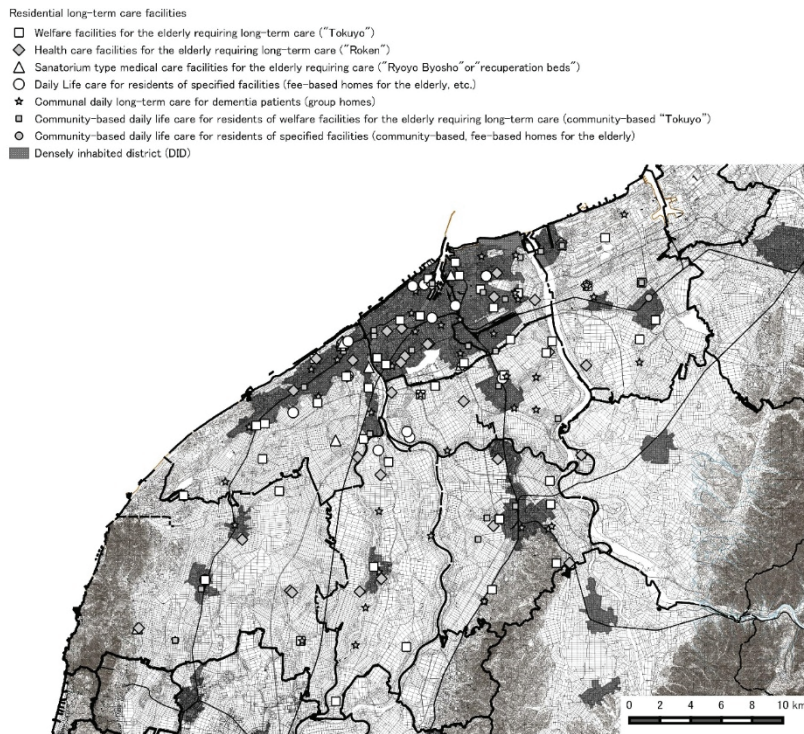 Residential long-term care facilities
Welfare facilities for the elderly requiring long-term care ("Tokuyo")
Health care facilities for the elderly requiring long-term care ("Roken")
Sanatorium type medical care facilities for the elderly requiring care ("Ryoyo Byosho"or"recuperation beds")
Daily Life care for residents of specified facilities (fee-based homes for the elderly, etc.)
Communal daily long-term care for dementia patients (group homes)
Community-based daily life care for residents of welfare facilities for the elderly requiring long-term care (community-based "Tokuyo")
Community-based daily life care for residents of specified facilities (community-based, fee-based homes for the elderly)
Densely inhabited district (DID)
0 2 4 6 8 10 km